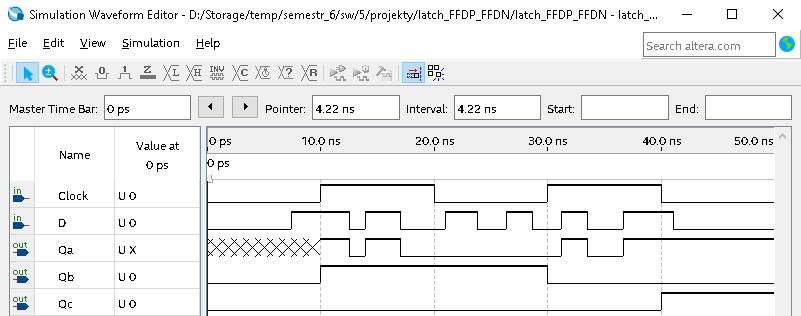 Simulation Waveform Editor - D:/Storage/temp/semestr_6/sw/5/projekty/latch_FFDP_FFDN/latch_FFDP_FFDN - latch_...
File Edit View Simulation Help
Search altera.com
Master Time Bar: 0 ps Pointer: 4.22 ns Interval: 4.22 ns Start: End:
Name Value at 0 ps
0 ps 10.0 ns 20.0 ns 30.0 ns 40.0 ns 50.0 ns
0 ps
in Clock U 0
in D U 0
out Qa U X
out Qb U 0
out Qc U 0